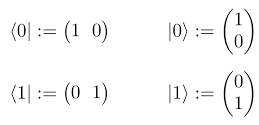 ⟨0| := (1 0) |0⟩ := (1 0)
⟨1| := (0 1) |1⟩ := (0 1)